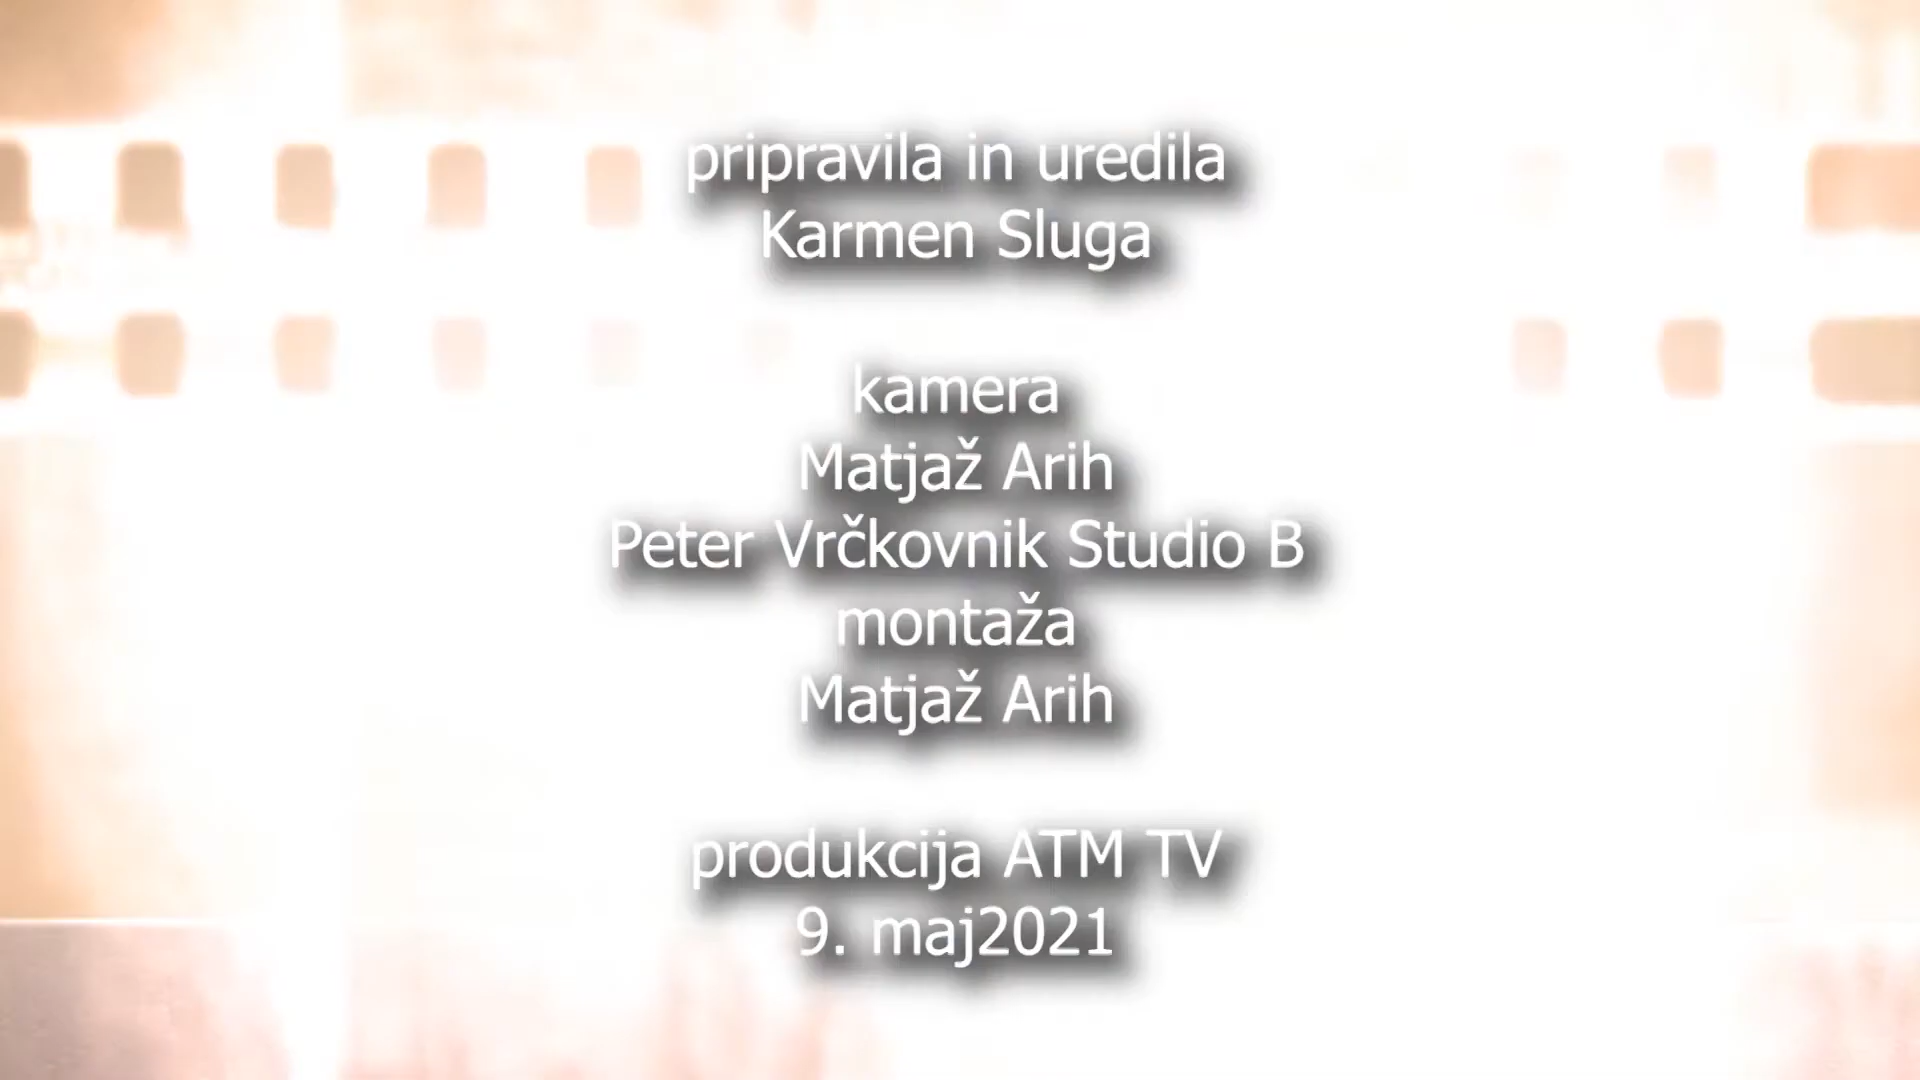 pripravila in uredila
Karmen Sluga
kamera
Matjaž Arih
Peter Vrčkovnik Studio B
montaža
Matjaž Arih
produkcija ATM TV
9. maj2021